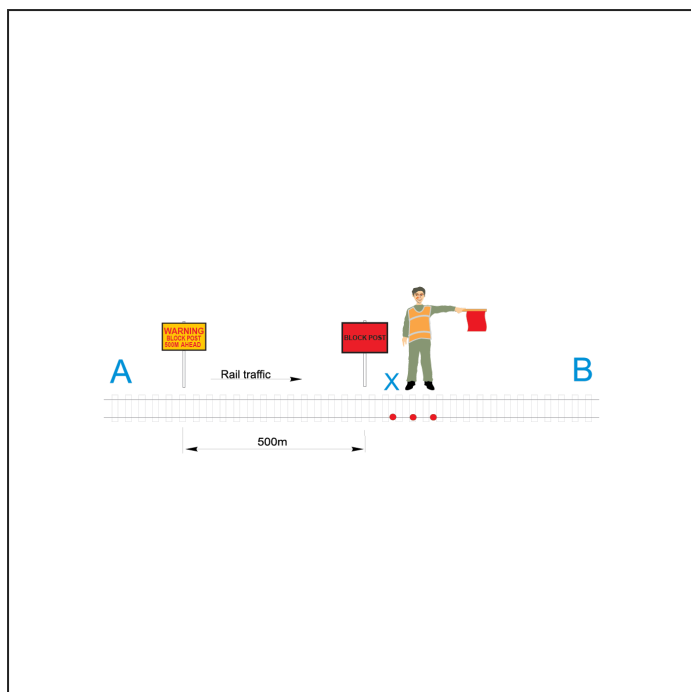 WARNING
BLOCK POST
500M AHEAD
BLOCK POST
A
Rail traffic
X
B
500m